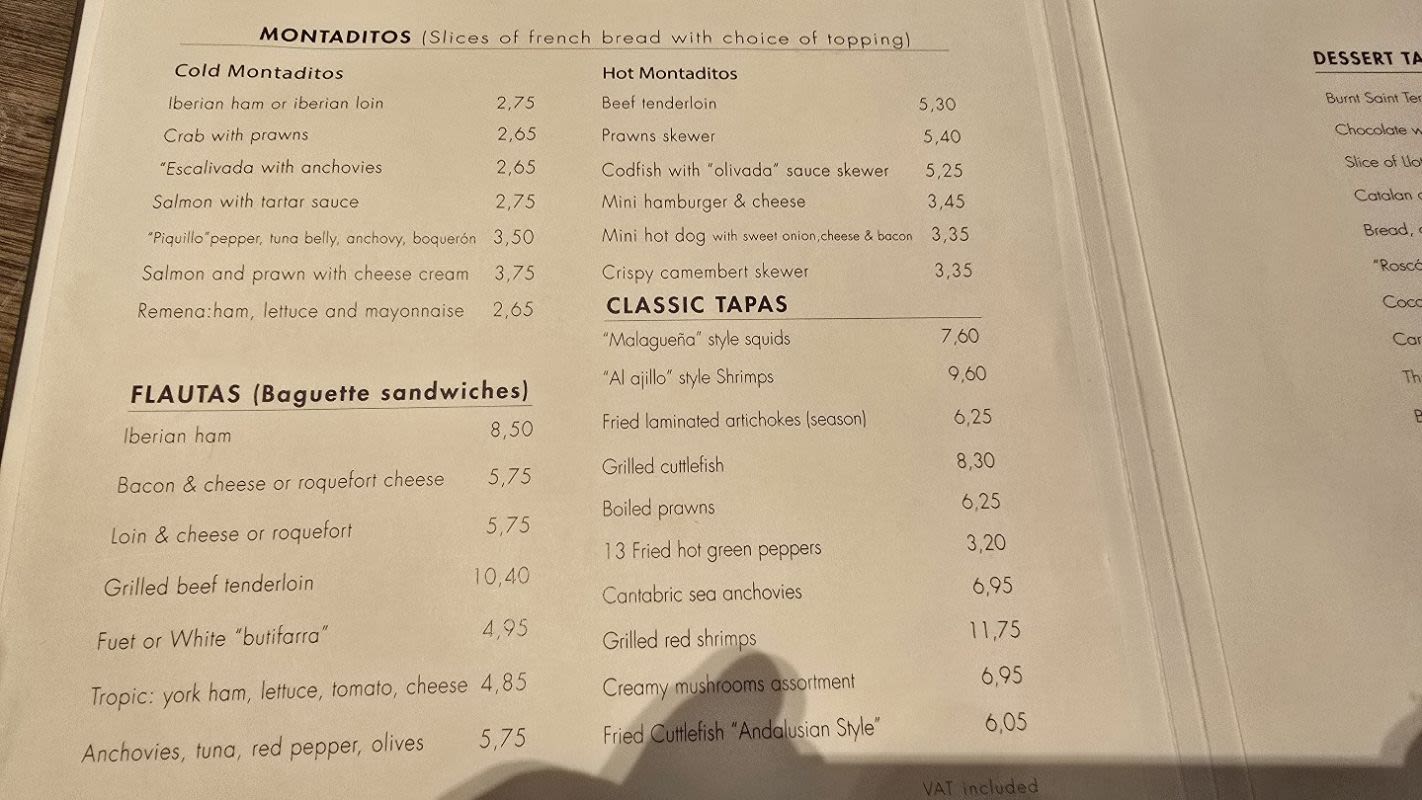 MONTADITOS (Slices of french bread with choice of topping)
Cold Montaditos
Iberian ham or iberian loin 2,75
Crab with prawns 2,65
"Escalivada with anchovies 2,65
Salmon with tartar sauce 2,75
"Piquillo"pepper, tuna belly, anchovy, boquerón 3,50
Salmon and prawn with cheese cream 3,75
Remena:ham, lettuce and mayonnaise 2,65
FLAUTAS (Baguette sandwiches)
Iberian ham 8,50
Bacon & cheese or roquefort cheese 5,75
Loin & cheese or roquefort 5,75
Grilled beef tenderloin 10,40
Fuet or White "butifarra" 4,95
Tropic: york ham, lettuce, tomato, cheese 4,85
Anchovies, tuna, red pepper, olives 5,75
Hot Montaditos
Beef tenderloin 5,30
Prawns skewer 5,40
Codfish with "olivada" sauce skewer 5,25
Mini hamburger & cheese 3,45
Mini hot dog with sweet onion,cheese & bacon 3,35
Crispy camembert skewer 3,35
CLASSIC TAPAS
"Malagueña" style squids 7,60
"Al ajillo" style Shrimps 9,60
Fried laminated artichokes (season) 6,25
Grilled cuttlefish 8,30
Boiled prawns 6,25
13 Fried hot green peppers 3,20
Cantabric sea anchovies 6,95
Grilled red shrimps 11,75
Creamy mushrooms assortment 6,95
Fried Cuttlefish "Andalusian Style" 6,05
VAT included
DESSERT
Burnt Saint
Chocolate
Slice of
Catalan
Bread,